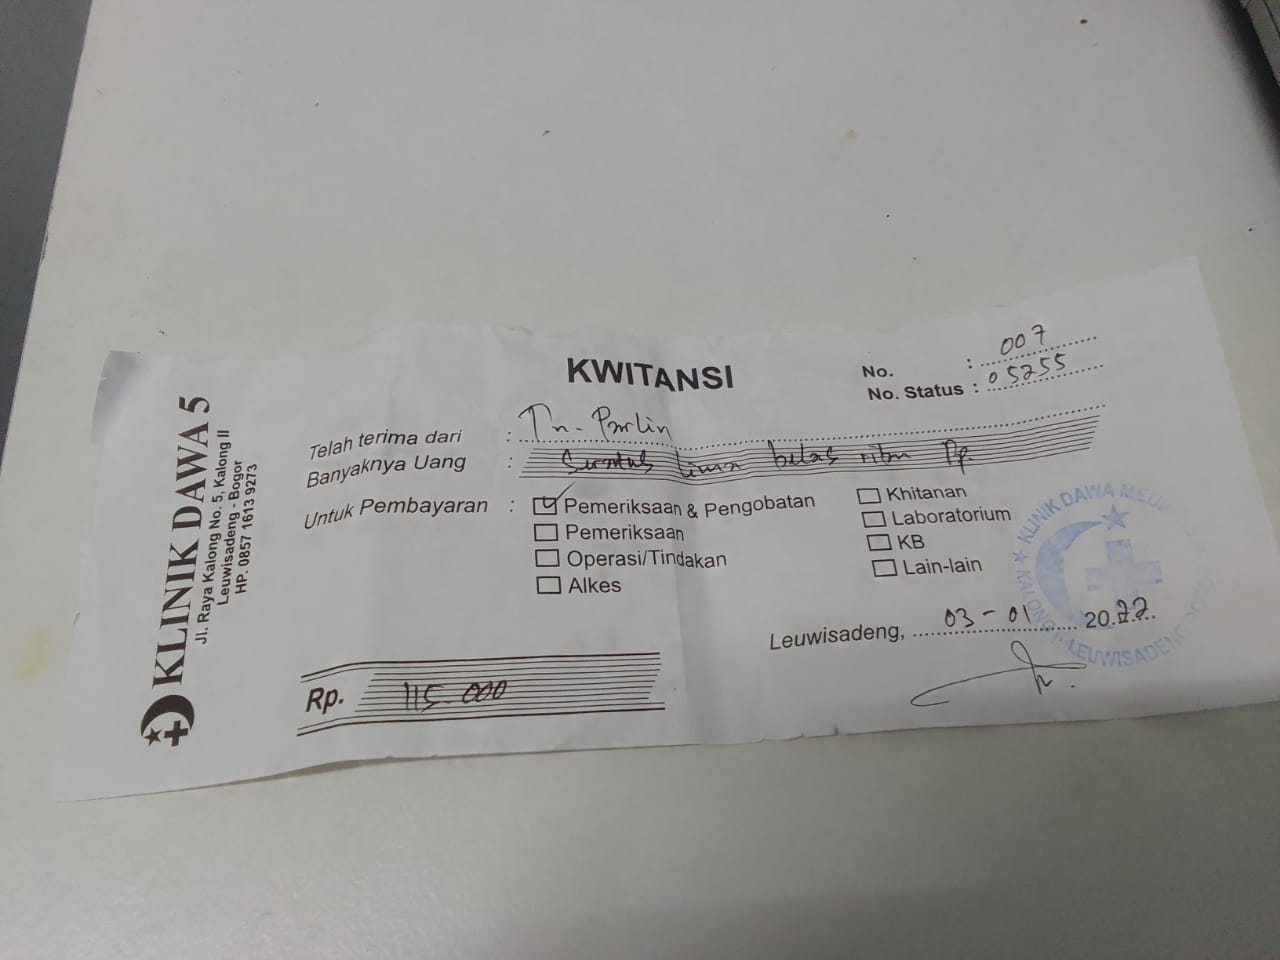 KLINIK DAWA 5
Jl. Raya Kalong No. 5, Kalong II
Leuwisadeng - Bogor
HP. 0857 1613 9273
KWITANSI
No. : 007
No. Status : 05255
Telah terima dari : Tn. Parlin
Banyaknya Uang : Seratus lima belas ribu Rp.
Untuk Pembayaran :
Pemeriksaan & Pengobatan
Pemeriksaan
Operasi/Tindakan
Alkes
Khitanan
Laboratorium
KB
Lain-lain
Leuwisadeng, 03-01 2022
Rp. 115.000
KLINIK DAWA MEDI
KALONG II LEUWISADENG